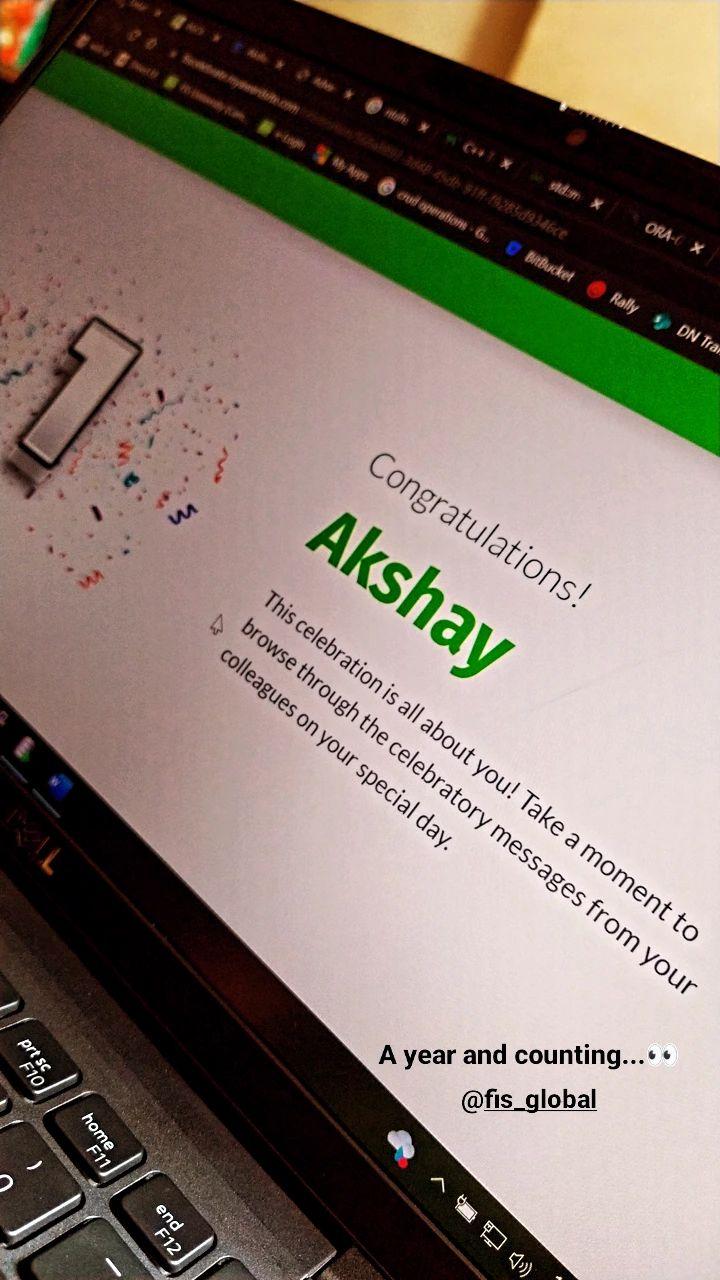 C++
std::m
ORA-
My Apps
crud operations - G..
BitBucket
Rally
DN Tra
1
Congratulations!
Akshay
This celebration is all about you! Take a moment to
browse through the celebratory messages from your
colleagues on your special day.
A year and counting...👀
@fis_global
DELL
prt sc
F10
home
F11
end
F12